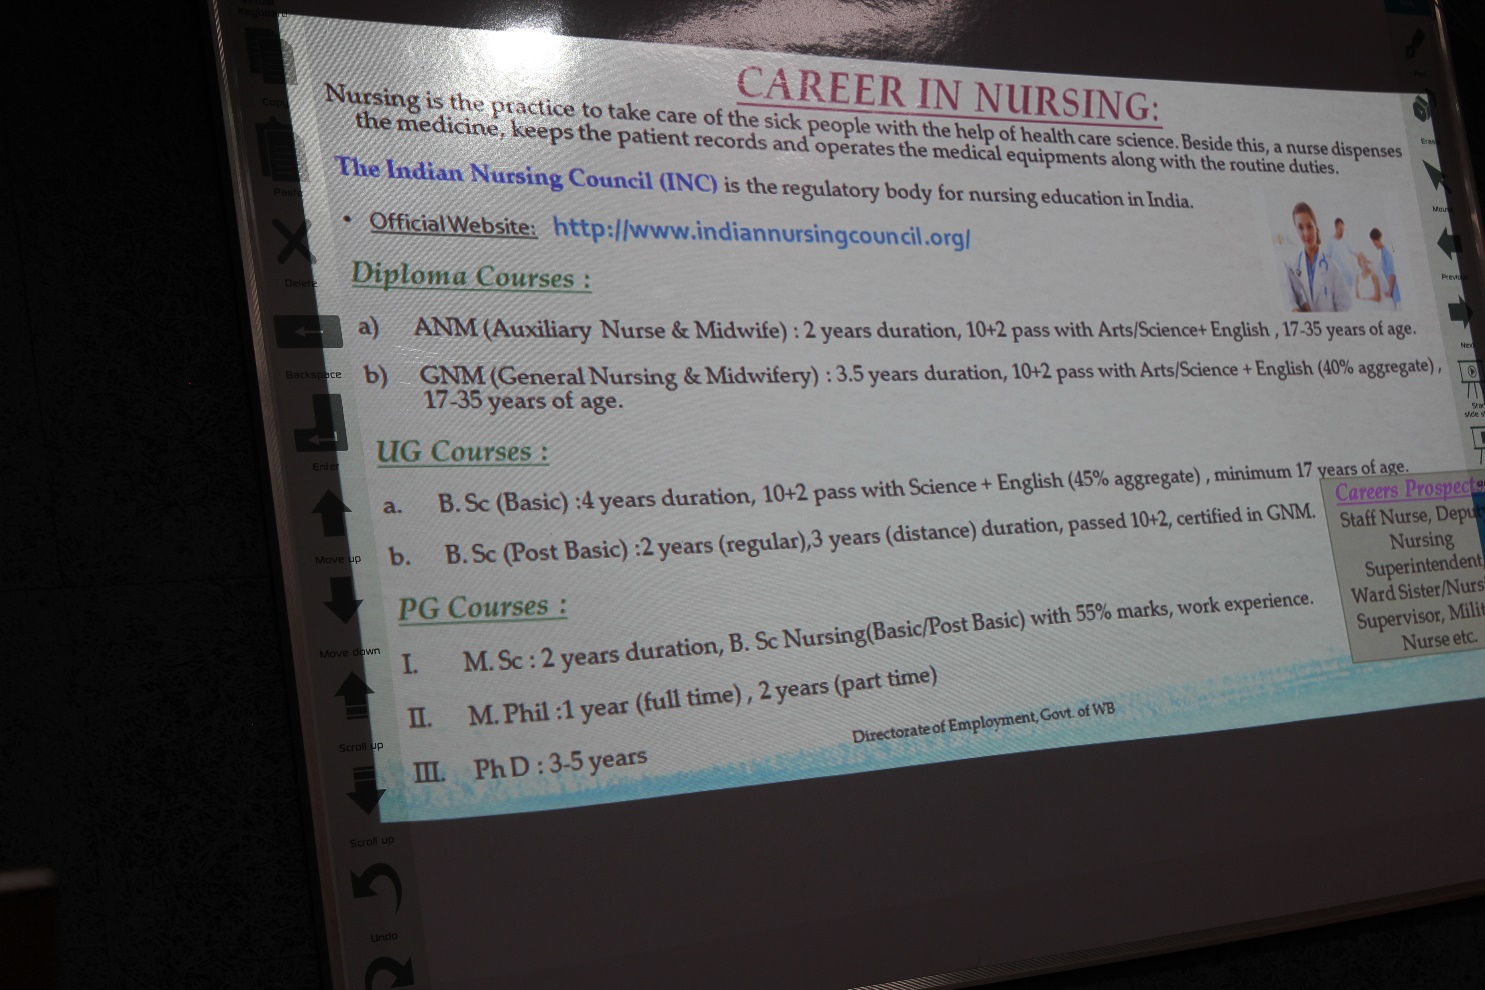 CAREER IN NURSING:
Nursing is the practice to take care of the sick people with the help of health care science. Beside this, a nurse dispenses
the medicine, keeps the patient records and operates the medical equipments along with the routine duties.
The Indian Nursing Council (INC) is the regulatory body for nursing education in India.
• Official Website: http://www.indiannursingcouncil.org/
Diploma Courses :
a) ANM (Auxiliary Nurse & Midwife) : 2 years duration, 10+2 pass with Arts/Science+ English , 17-35 years of age.
b) GNM (General Nursing & Midwifery) : 3.5 years duration, 10+2 pass with Arts/Science + English (40% aggregate) ,
17-35 years of age.
UG Courses :
a. B. Sc (Basic) :4 years duration, 10+2 pass with Science + English (45% aggregate) , minimum 17 years of age.
b. B. Sc (Post Basic) :2 years (regular),3 years (distance) duration, passed 10+2, certified in GNM.
PG Courses :
I. M. Sc : 2 years duration, B. Sc Nursing(Basic/Post Basic) with 55% marks, work experience.
II. M. Phil :1 year (full time) , 2 years (part time)
III. Ph D : 3-5 years
Careers Prospects
Staff Nurse,
Nursing
Superintendent,
Ward Sister/
Supervisor,
Nurse etc.
Directorate of Employment, Govt. of WB
Copy
Paste
Delete
Backspace
Enter
Move up
Move down
Scroll up
Scroll up
Undo